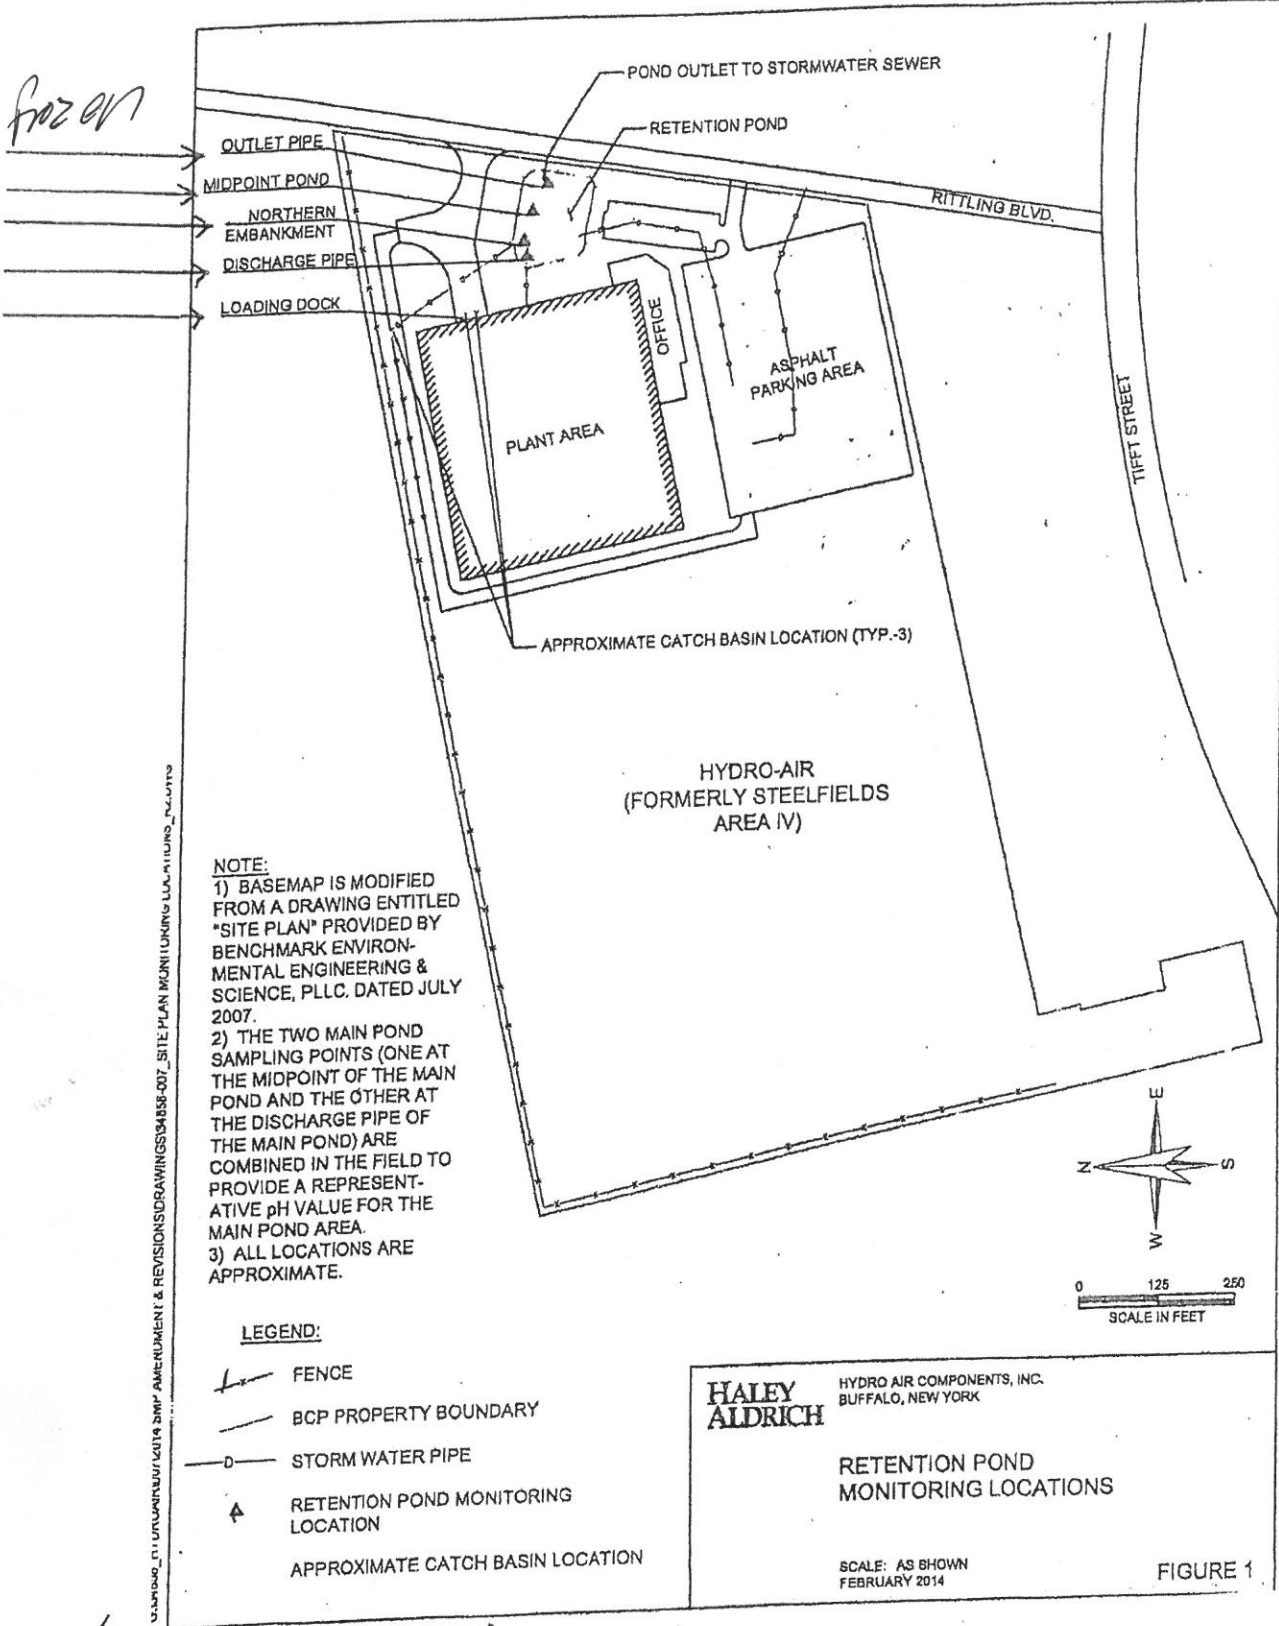 frozen
POND OUTLET TO STORMWATER SEWER
RETENTION POND
OUTLET PIPE
MIDPOINT POND
NORTHERN
EMBANKMENT
DISCHARGE PIPE
LOADING DOCK
RITTLING BLVD.
TIFFT STREET
OFFICE
ASPHALT
PARKING AREA
PLANT AREA
APPROXIMATE CATCH BASIN LOCATION (TYP.-3)
HYDRO-AIR
(FORMERLY STEELFIELDS
AREA IV)
NOTE:
1) BASEMAP IS MODIFIED
FROM A DRAWING ENTITLED
"SITE PLAN" PROVIDED BY
BENCHMARK ENVIRON-
MENTAL ENGINEERING &
SCIENCE, PLLC. DATED JULY
2007.
2) THE TWO MAIN POND
SAMPLING POINTS (ONE AT
THE MIDPOINT OF THE MAIN
POND AND THE OTHER AT
THE DISCHARGE PIPE OF
THE MAIN POND) ARE
COMBINED IN THE FIELD TO
PROVIDE A REPRESENT-
ATIVE pH VALUE FOR THE
MAIN POND AREA.
3) ALL LOCATIONS ARE
APPROXIMATE.
E
N
S
W
0 125 250
SCALE IN FEET
LEGEND:
FENCE
BCP PROPERTY BOUNDARY
D STORM WATER PIPE
RETENTION POND MONITORING
LOCATION
APPROXIMATE CATCH BASIN LOCATION
HALEY
ALDRICH
HYDRO AIR COMPONENTS, INC.
BUFFALO, NEW YORK
RETENTION POND
MONITORING LOCATIONS
SCALE: AS SHOWN
FEBRUARY 2014
FIGURE 1
AMENDMENT & REVISIONS\DRAWINGS\34858-007_SITE PLAN MONITORING